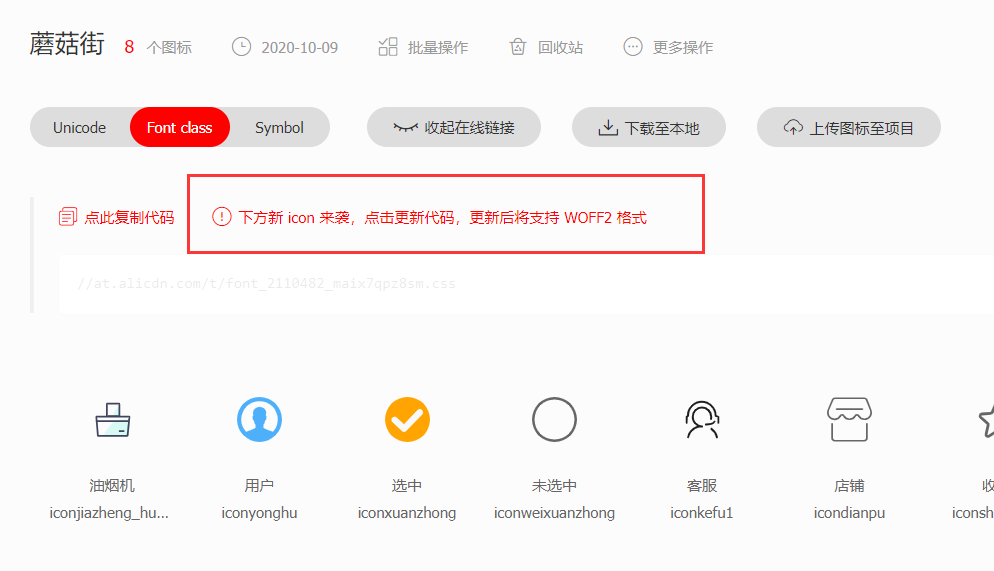 蘑菇街 8 个图标 2020-10-09 批量操作 回收站 更多操作
Unicode Font class Symbol 收起在线链接 下载至本地 上传图标至项目
点此复制代码 下方新 icon 来袭，点击更新代码，更新后将支持 WOFF2 格式
//at.alicdn.com/t/font_2110482_maix7qpz8sm.css
油烟机 用户 选中 未选中 客服 店铺 收
iconjiazheng_hu... iconyonghu iconxuanzhong iconweixuanzhong iconkefu1 icondianpu iconsh